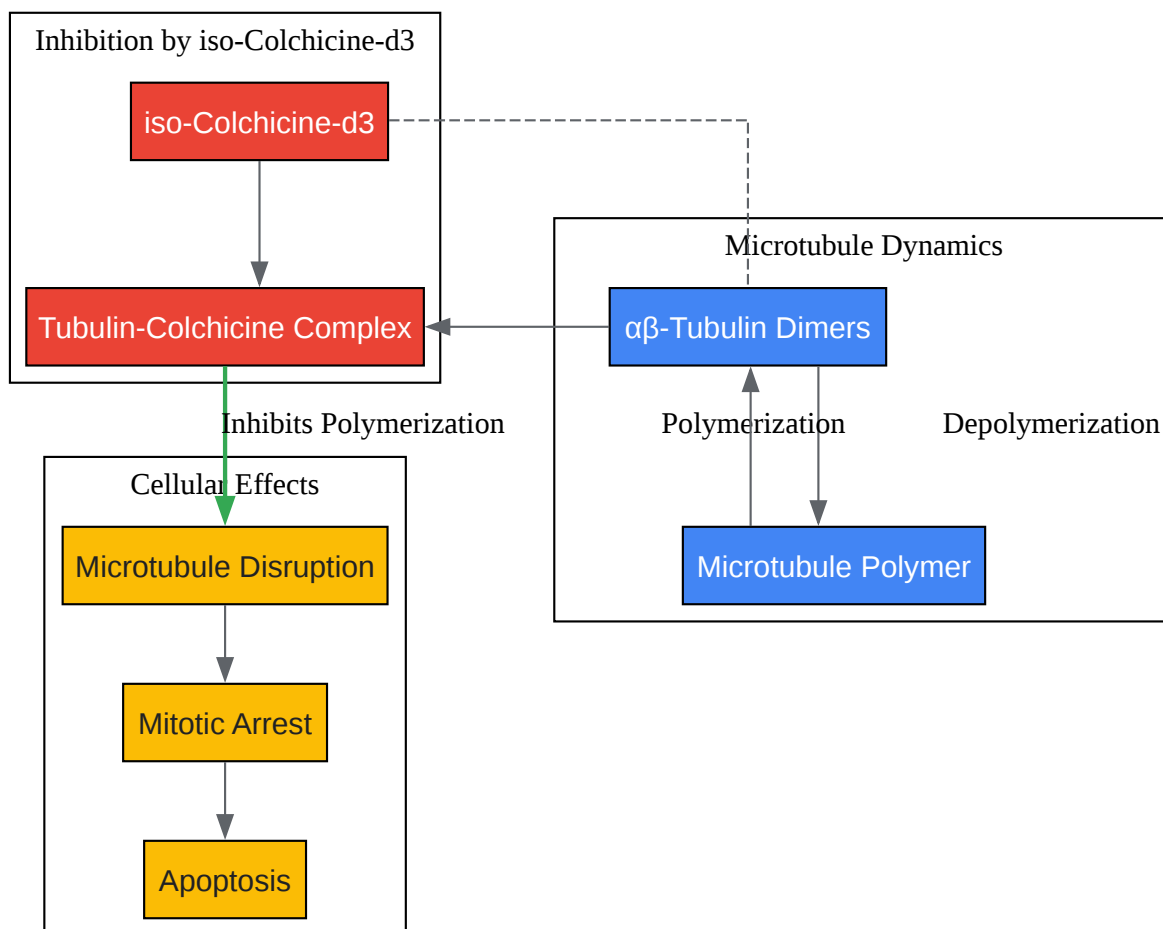 Inhibition by iso-Colchicine-d3
iso-Colchicine-d3
Tubulin-Colchicine Complex
Microtubule Dynamics
αβ-Tubulin Dimers
Inhibits Polymerization
Polymerization
Depolymerization
Microtubule Polymer
Cellular Effects
Microtubule Disruption
Mitotic Arrest
Apoptosis